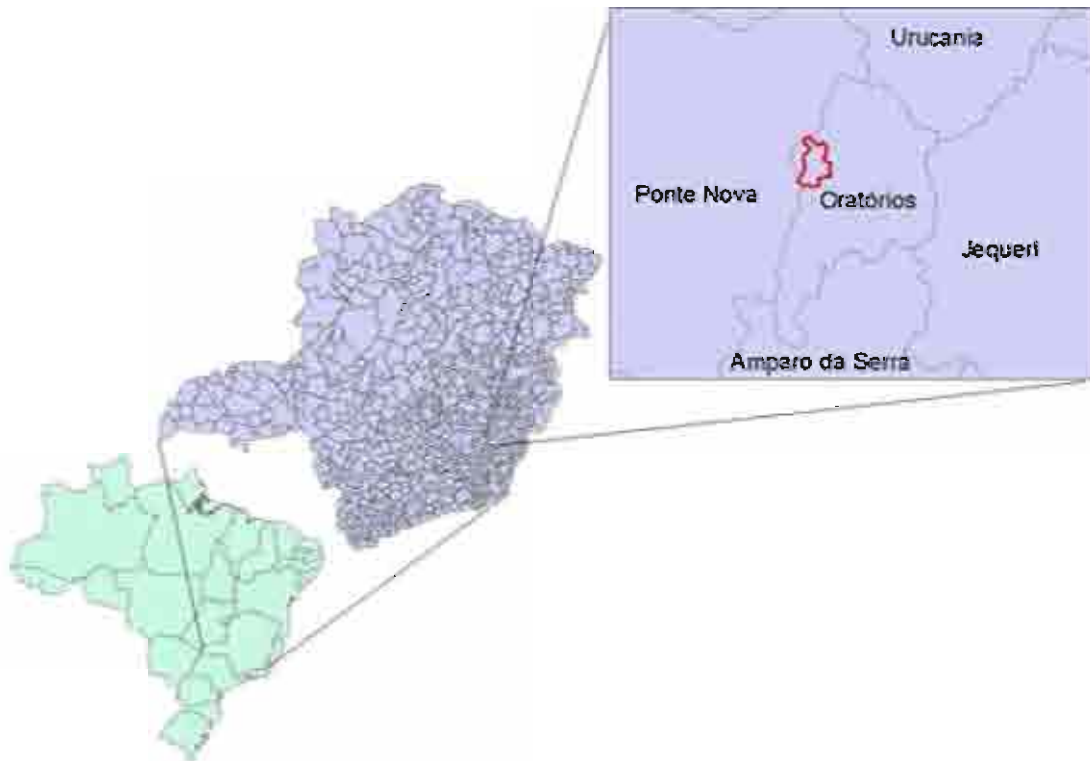 Urucania
Ponte Nova
Oratórios
Jequeri
Amparo da Serra